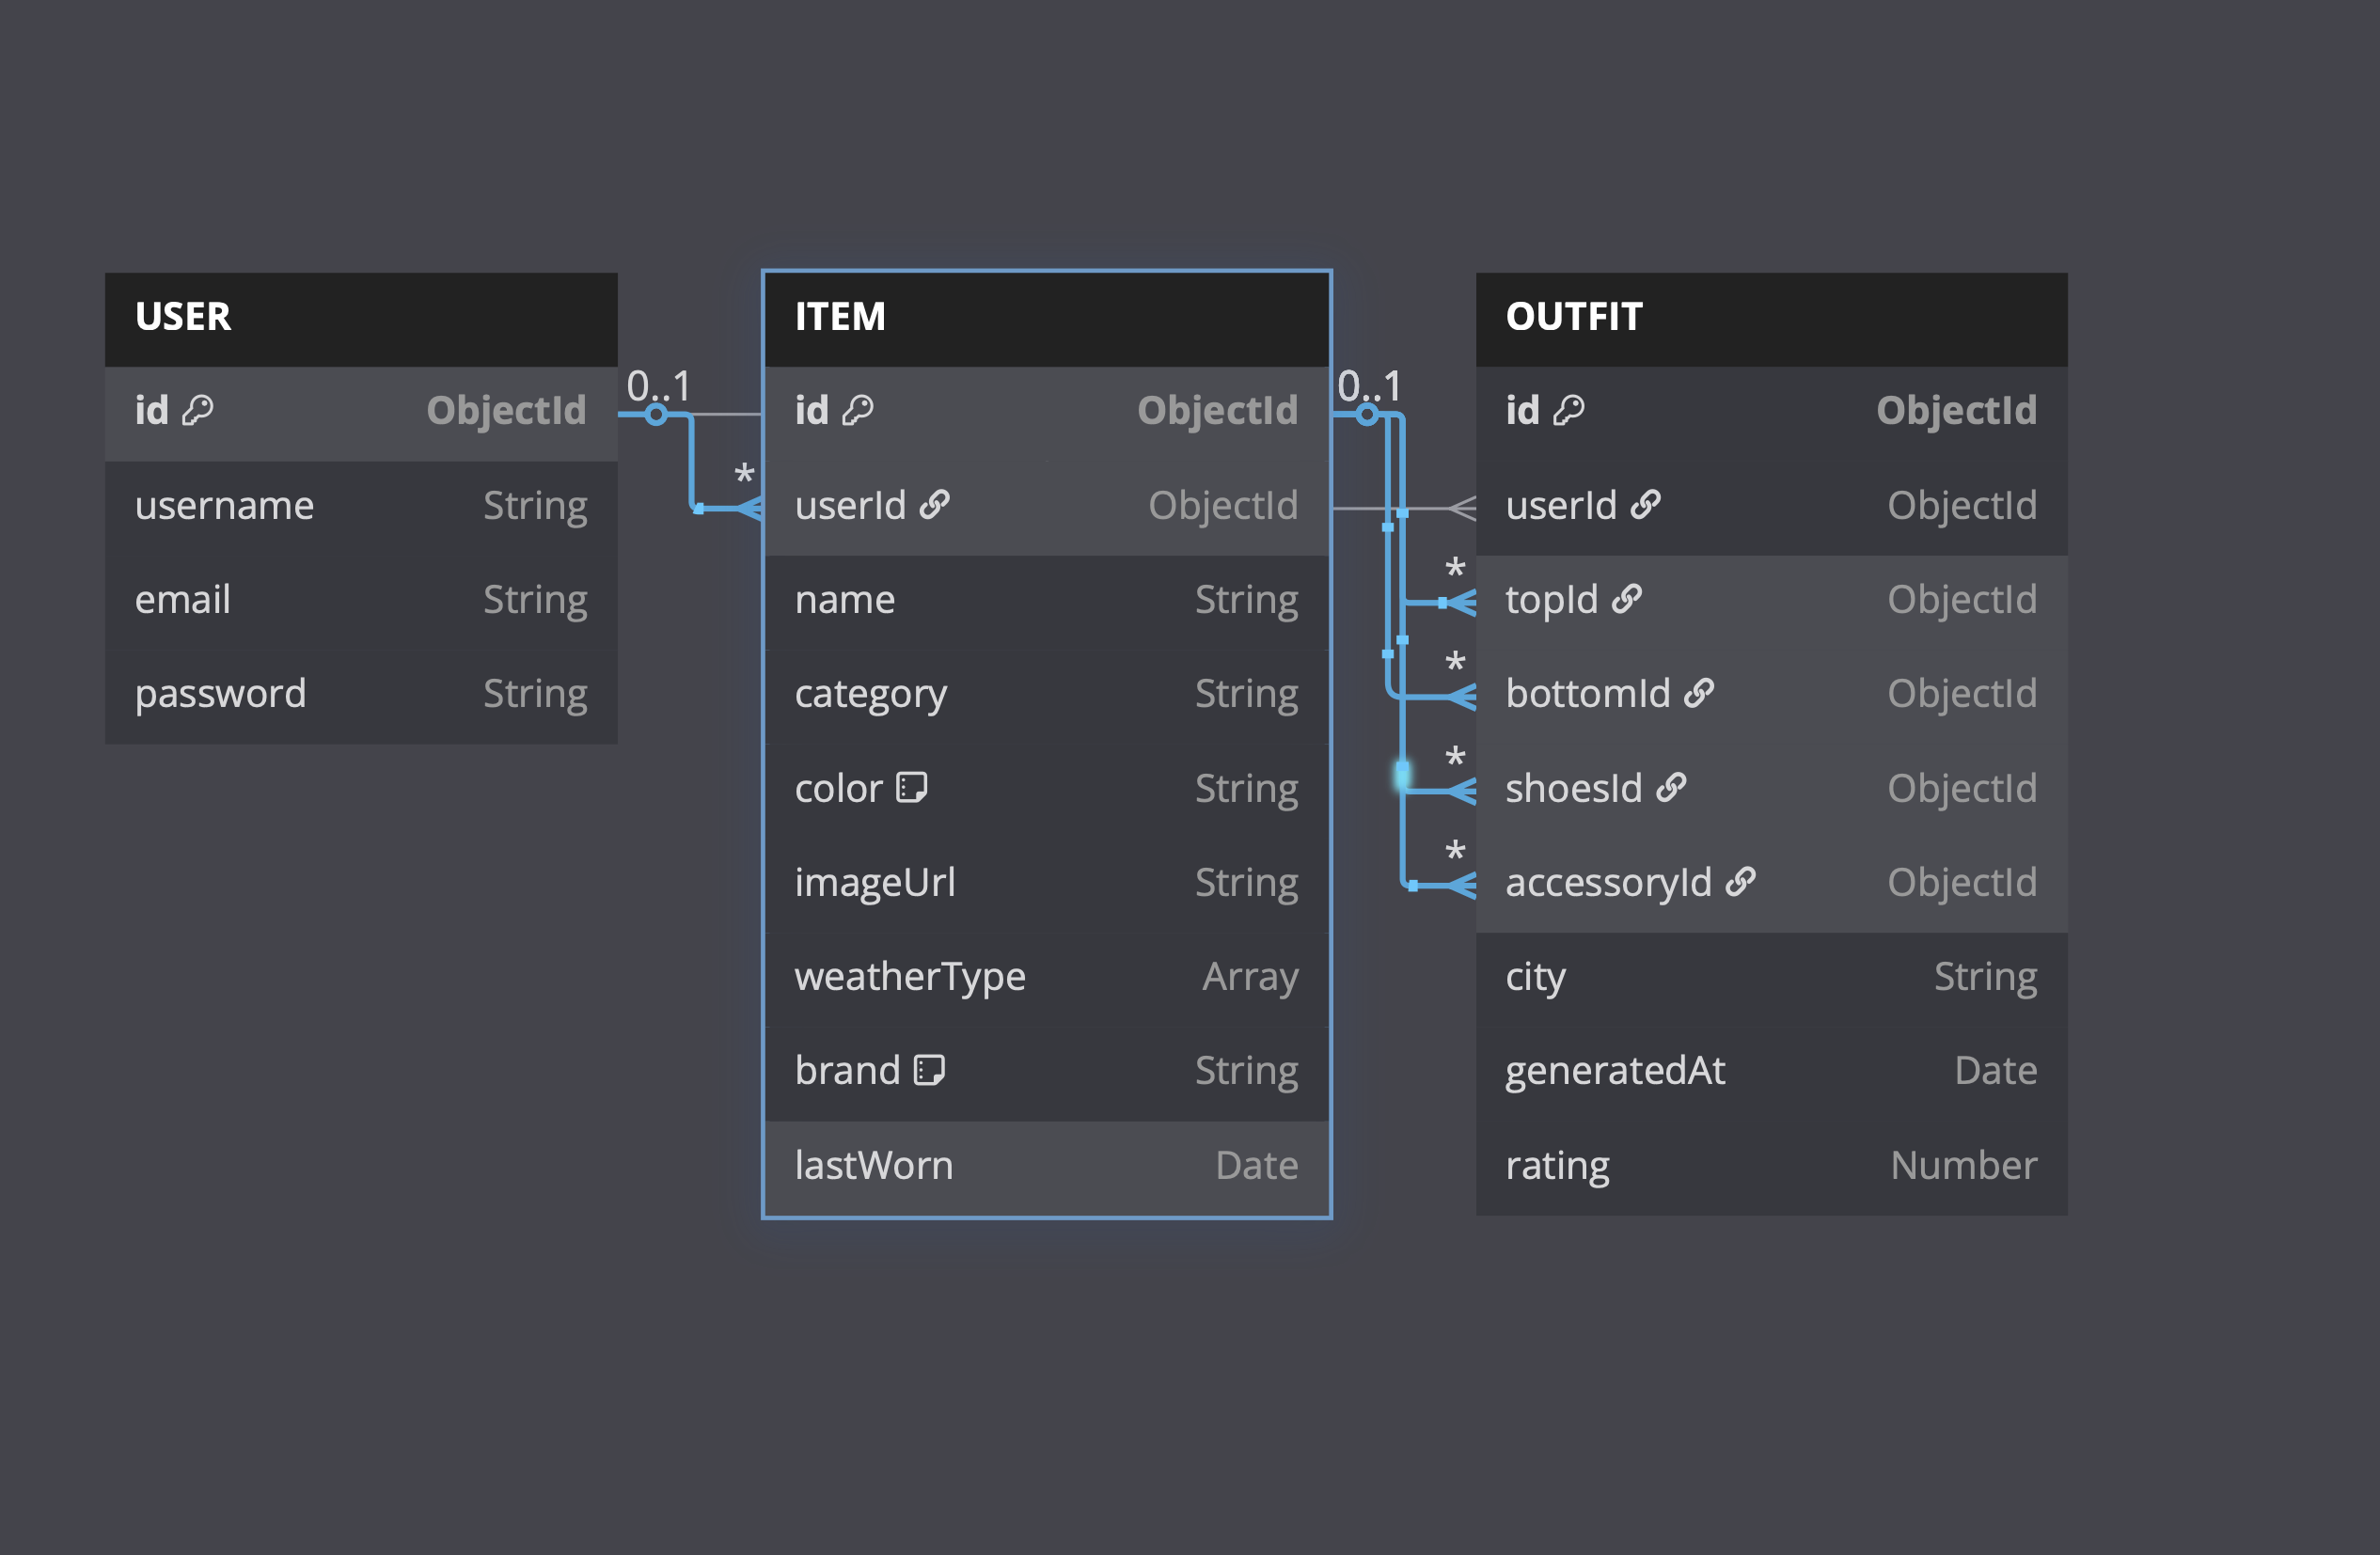 USER
id ObjectId
username String
email String
password String
0..1
*
ITEM
id ObjectId
userId ObjectId
name String
category String
color String
imageUrl String
weatherType Array
brand String
lastWorn Date
0..1
*
*
*
*
OUTFIT
id ObjectId
userId ObjectId
topId ObjectId
bottomId ObjectId
shoesId ObjectId
accessoryId ObjectId
city String
generatedAt Date
rating Number